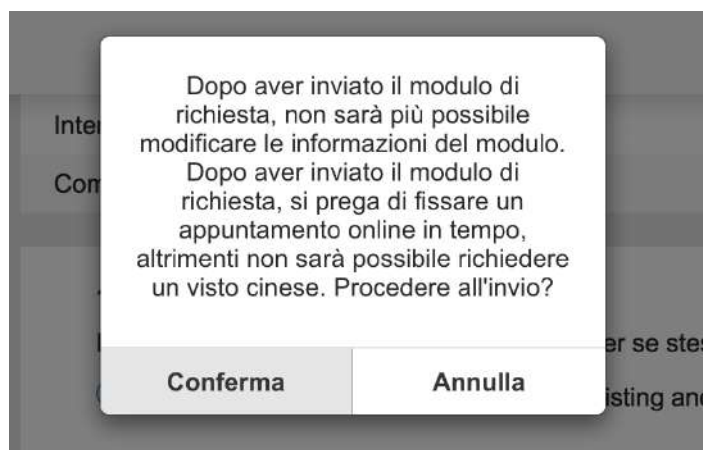 Dopo aver inviato il modulo di
richiesta, non sarà più possibile
modificare le informazioni del modulo.
Dopo aver inviato il modulo di
richiesta, si prega di fissare un
appuntamento online in tempo,
altrimenti non sarà possibile richiedere
un visto cinese. Procedere all'invio?
er se
Conferma Annulla